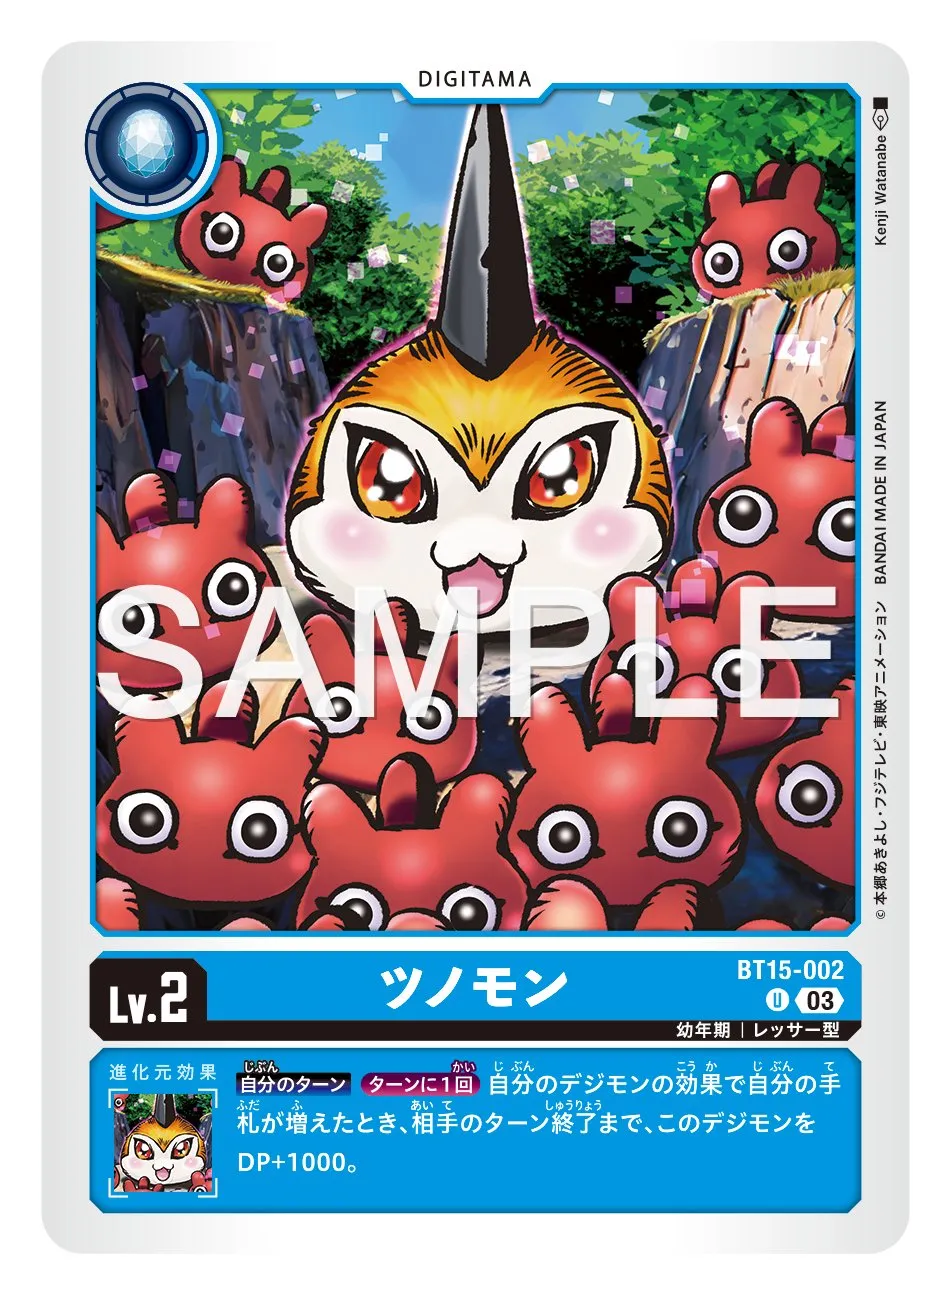 DIGITAMA
Kenji Watanabe
BANDAI MADE IN JAPAN
© 本郷あきよし・フジテレビ・東映アニメーション
SAMPLE
Lv.2
ツノモン
BT15-002
U 03
幼年期 | レッサー型
進化元効果
自分のターン ターンに1回 自分のデジモンの効果で自分の手
札が増えたとき、相手のターン終了まで、このデジモンを
DP+1000。